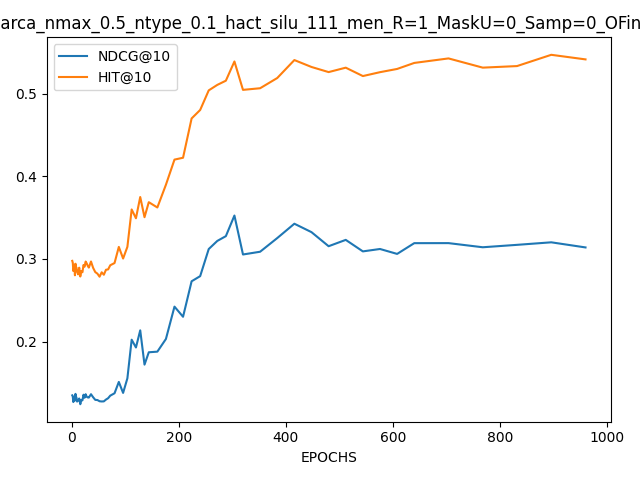 arca_nmax_0.5_ntype_0.1_hact_silu_111_men_R=1_MaskU=0_Samp=0_OFin
NDCG@10
HIT@10
0.5
0.4
0.3
0.2
0 200 400 600 800 1000
EPOCHS